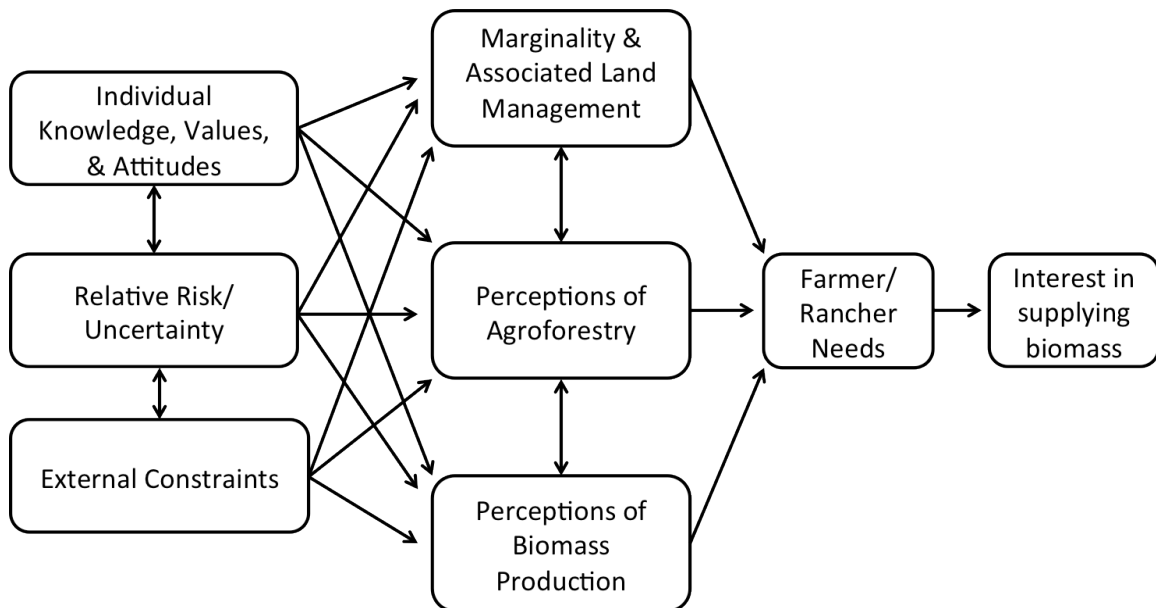 Individual
Knowledge, Values,
& Attitudes
Relative Risk/
Uncertainty
External Constraints
Marginality &
Associated Land
Management
Perceptions of
Agroforestry
Perceptions of
Biomass
Production
Farmer/
Rancher
Needs
Interest in
supplying
biomass